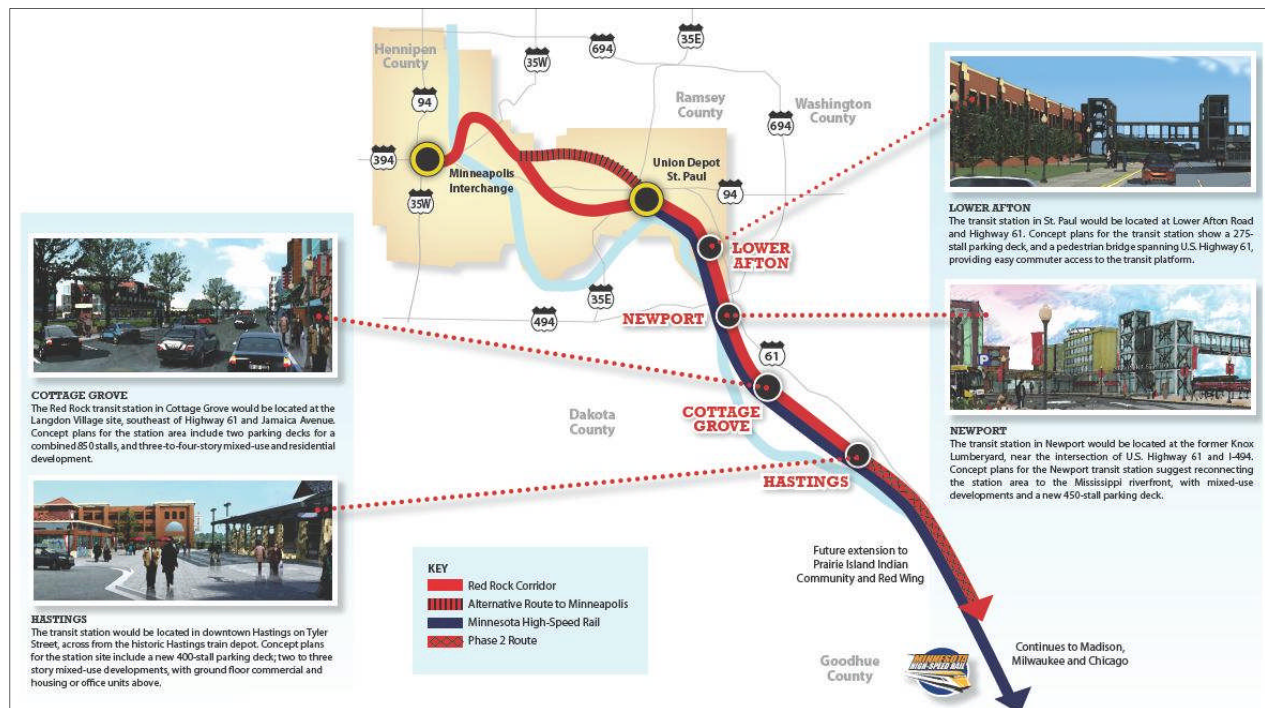 Hennipen
County
94
35W
694
35E
Ramsey
County
Washington
County
694
394
Minneapolis
Interchange
35W
Union Depot
St. Paul
94
LOWER
AFTON
35E
494
NEWPORT
61
COTTAGE
GROVE
Dakota
County
HASTINGS
Future extension to
Prairie Island Indian
Community and Red Wing
Continues to Madison,
Milwaukee and Chicago
Goodhue
County
MINNESOTA
HIGH-SPEED RAIL
KEY
Red Rock Corridor
Alternative Route to Minneapolis
Minnesota High-Speed Rail
Phase 2 Route
COTTAGE GROVE
The Red Rock transit station in Cottage Grove would be located at the
Langdon Village site, southeast of Highway 61 and Jamaica Avenue.
Concept plans for the station area include two parking decks for a
combined 850 stalls, and three-to-four-story mixed-use and residential
development.
HASTINGS
The transit station would be located in downtown Hastings on Tyler
Street, across from the historic Hastings train depot. Concept plans
for the station site include a new 400-stall parking deck; two to three
story mixed-use developments, with ground floor commercial and
housing or office units above.
LOWER AFTON
The transit station in St. Paul would be located at Lower Afton Road
and Highway 61. Concept plans for the transit station show a 275-
stall parking deck, and a pedestrian bridge spanning U.S. Highway 61,
providing easy commuter access to the transit platform.
P
NEWPORT
The transit station in Newport would be located at the former Knox
Lumberyard, near the intersection of U.S. Highway 61 and I-494.
Concept plans for the Newport transit station suggest reconnecting
the station area to the Mississippi riverfront, with mixed-use
developments and a new 450-stall parking deck.